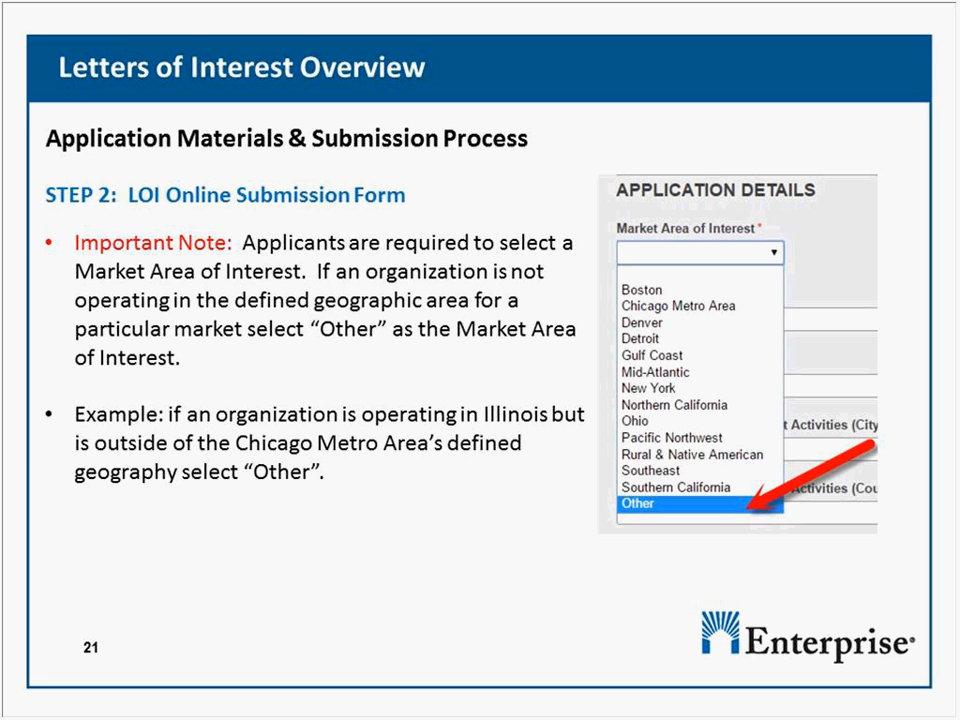 Letters of Interest Overview
Application Materials & Submission Process
STEP 2: LOI Online Submission Form
• Important Note: Applicants are required to select a
Market Area of Interest. If an organization is not
operating in the defined geographic area for a
particular market select “Other” as the Market Area
of Interest.
• Example: if an organization is operating in Illinois but
is outside of the Chicago Metro Area’s defined
geography select “Other”.
APPLICATION DETAILS
Market Area of Interest *
Boston
Chicago Metro Area
Denver
Detroit
Gulf Coast
Mid-Atlantic
New York
Northern California
Ohio
Pacific Northwest
Rural & Native American
Southeast
Southern California
Other
t Activities (City
Activities (Cou
21
Enterprise®